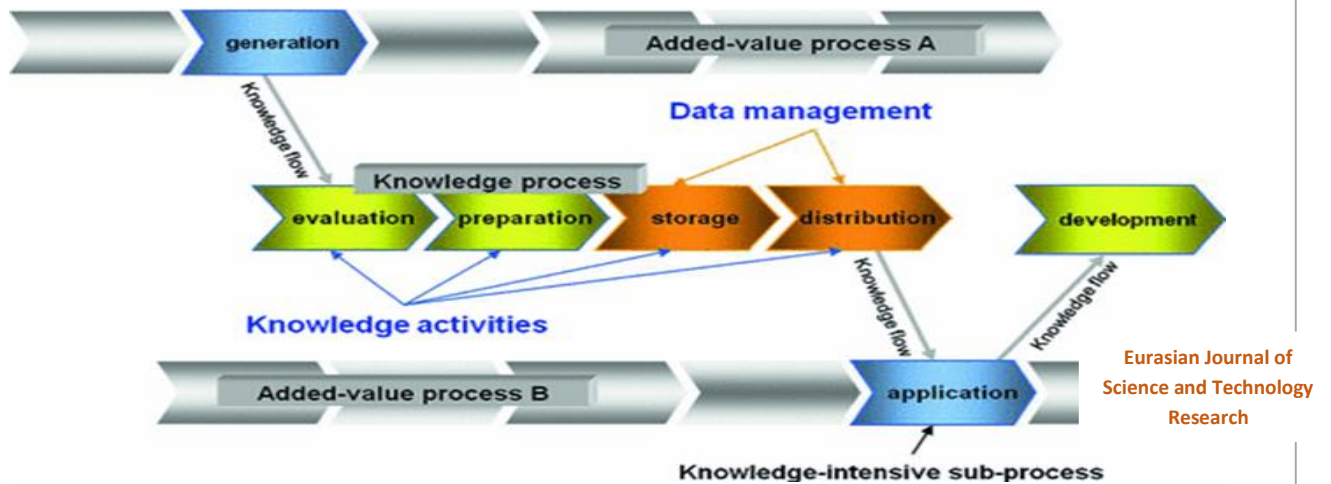 generation
Added-value process A
Knowledge flow
Data management
Knowledge process
evaluation
preparation
storage
distribution
development
Knowledge activities
Knowledge flow
Knowledge flow
Added-value process B
application
Knowledge-intensive sub-process
Eurasian Journal of
Science and Technology
Research